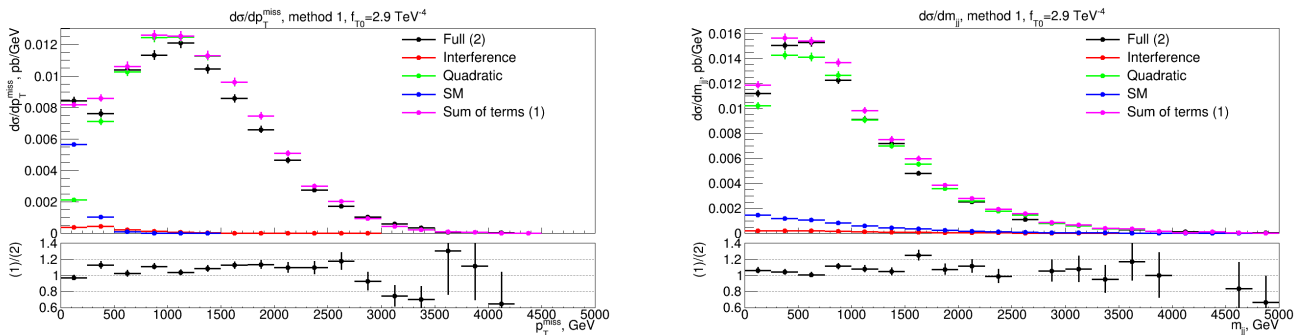 dσ/dp_T^miss, method 1, f_T0=2.9 TeV^-4
dσ/dp_T^miss, pb/GeV
0.012
0.01
0.008
0.006
0.004
0.002
0
Full (2)
Interference
Quadratic
SM
Sum of terms (1)
(1)/(2)
1.4
1.2
1
0.8
0.6
0 500 1000 1500 2000 2500 3000 3500 4000 4500 5000
p_T^miss, GeV
dσ/dm_jj, method 1, f_T0=2.9 TeV^-4
dσ/dm_jj, pb/GeV
0.016
0.014
0.012
0.01
0.008
0.006
0.004
0.002
0
Full (2)
Interference
Quadratic
SM
Sum of terms (1)
(1)/(2)
1.4
1.2
1
0.8
0.6
0 500 1000 1500 2000 2500 3000 3500 4000 4500 5000
m_jj, GeV